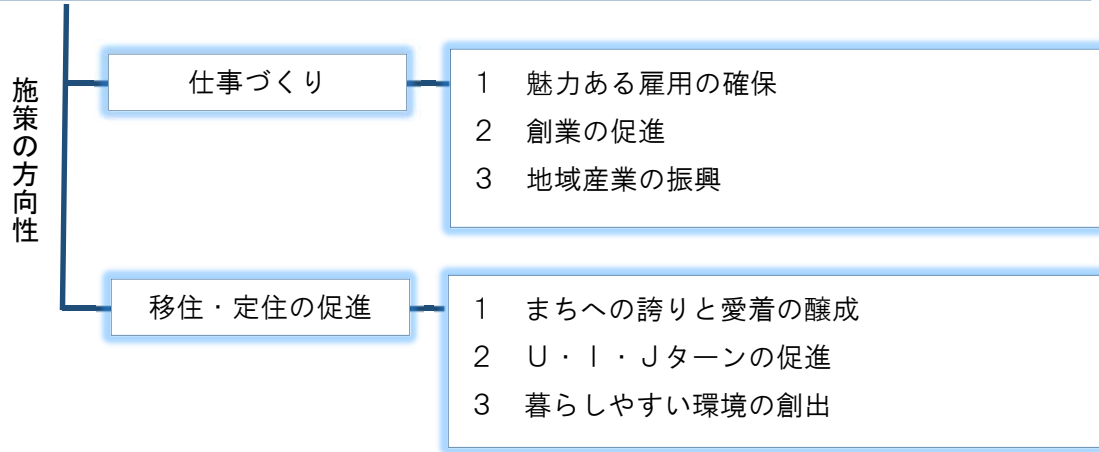 施策の方向性
仕事づくり
1 魅力ある雇用の確保
2 創業の促進
3 地域産業の振興
移住・定住の促進
1 まちへの誇りと愛着の醸成
2 U・I・Jターンの促進
3 暮らしやすい環境の創出